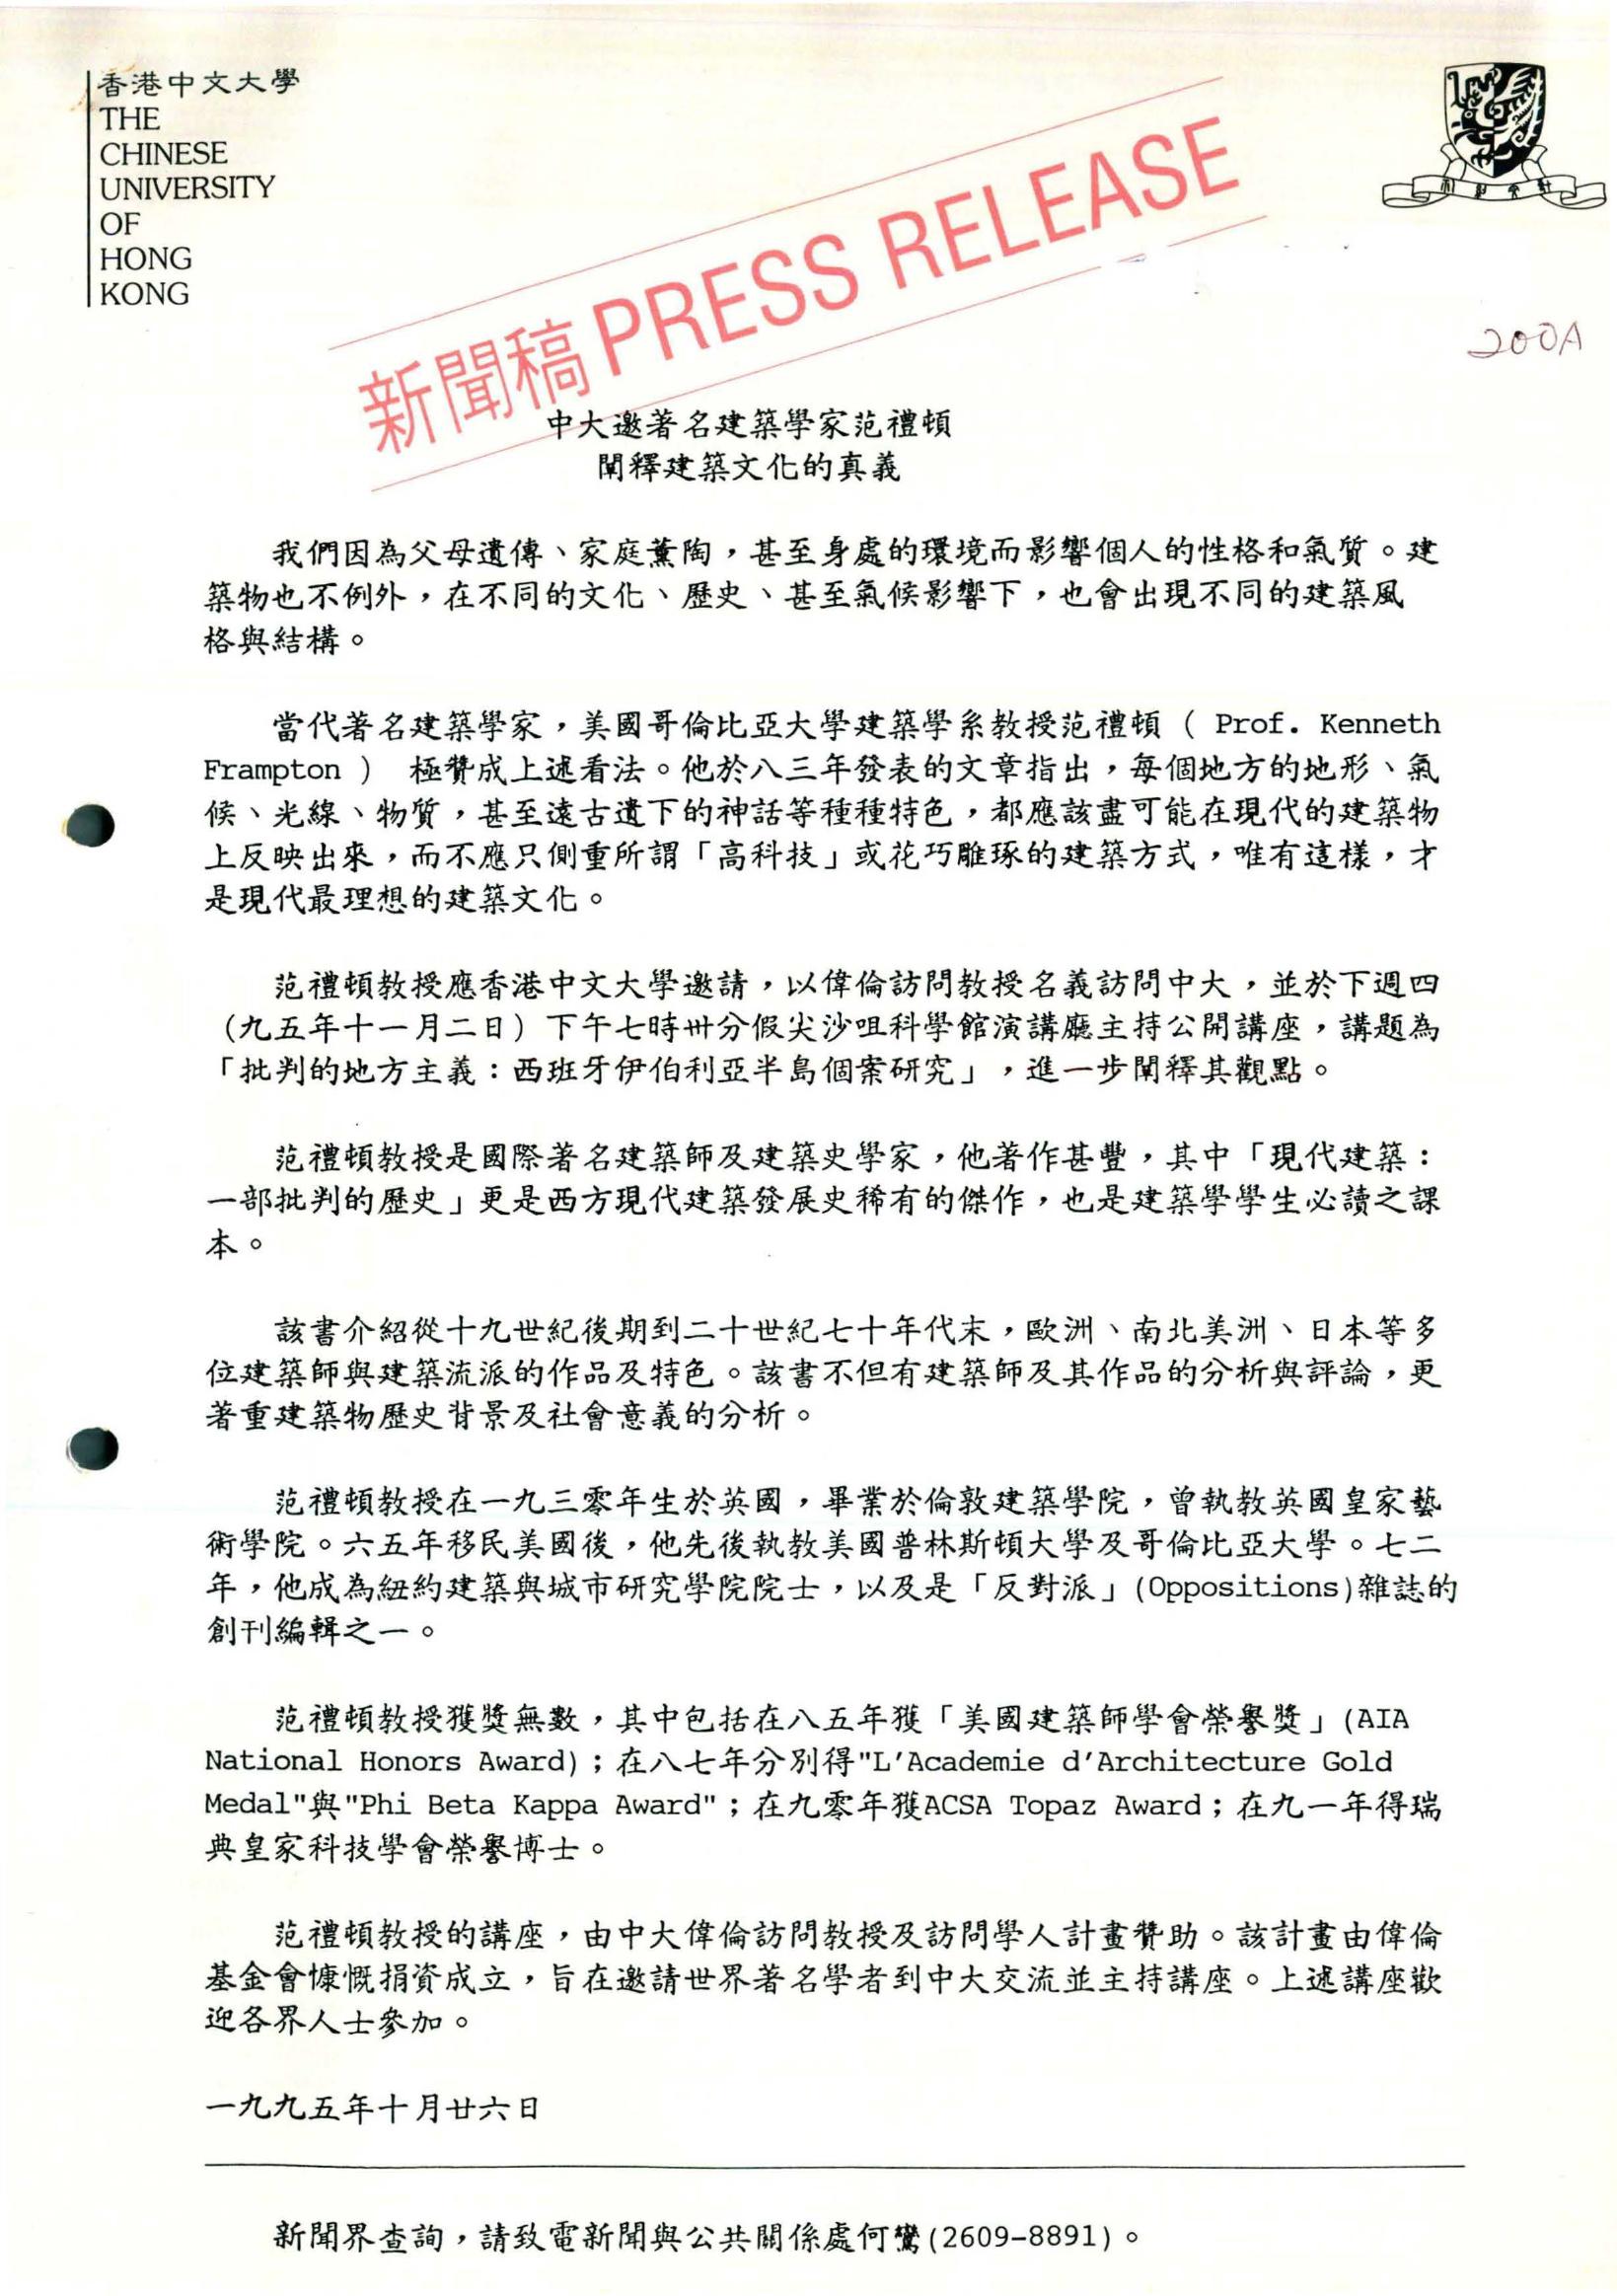 香港中文大學
THE
CHINESE
UNIVERSITY
OF
HONG
KONG
新聞稿 PRESS RELEASE
200A
中大邀著名建築學家范禮頓
闡釋建築文化的真義
我們因為父母遺傳、家庭薰陶，甚至身處的環境而影響個人的性格和氣質。建
築物也不例外，在不同的文化、歷史、甚至氣候影響下，也會出現不同的建築風
格與結構。
當代著名建築學家，美國哥倫比亞大學建築學系教授范禮頓（ Prof. Kenneth
Frampton ） 極贊成上述看法。他於八三年發表的文章指出，每個地方的地形、氣
候、光線、物質，甚至遠古遺下的神話等種種特色，都應該盡可能在現代的建築物
上反映出來，而不應只側重所謂「高科技」或花巧雕琢的建築方式，唯有這樣，才
是現代最理想的建築文化。
范禮頓教授應香港中文大學邀請，以偉倫訪問教授名義訪問中大，並於下週四
（九五年十一月二日）下午七時卅分假尖沙咀科學館演講廳主持公開講座，講題為
「批判的地方主義：西班牙伊伯利亞半島個案研究」，進一步闡釋其觀點。
范禮頓教授是國際著名建築師及建築史學家，他著作甚豐，其中「現代建築：
一部批判的歷史」更是西方現代建築發展史稀有的傑作，也是建築學學生必讀之課
本。
該書介紹從十九世紀後期到二十世紀七十年代末，歐洲、南北美洲、日本等多
位建築師與建築流派的作品及特色。該書不但有建築師及其作品的分析與評論，更
著重建築物歷史背景及社會意義的分析。
范禮頓教授在一九三零年生於英國，畢業於倫敦建築學院，曾執教英國皇家藝
術學院。六五年移民美國後，他先後執教美國普林斯頓大學及哥倫比亞大學。七二
年，他成為紐約建築與城市研究學院院士，以及是「反對派」(Oppositions)雜誌的
創刊編輯之一。
范禮頓教授獲獎無數，其中包括在八五年獲「美國建築師學會榮譽獎」(AIA
National Honors Award)；在八七年分別得"L'Academie d'Architecture Gold
Medal"與"Phi Beta Kappa Award"；在九零年獲ACSA Topaz Award；在九一年得瑞
典皇家科技學會榮譽博士。
范禮頓教授的講座，由中大偉倫訪問教授及訪問學人計畫贊助。該計畫由偉倫
基金會慷慨捐資成立，旨在邀請世界著名學者到中大交流並主持講座。上述講座歡
迎各界人士參加。
一九九五年十月廿六日
新聞界查詢，請致電新聞與公共關係處何鸞(2609-8891)。